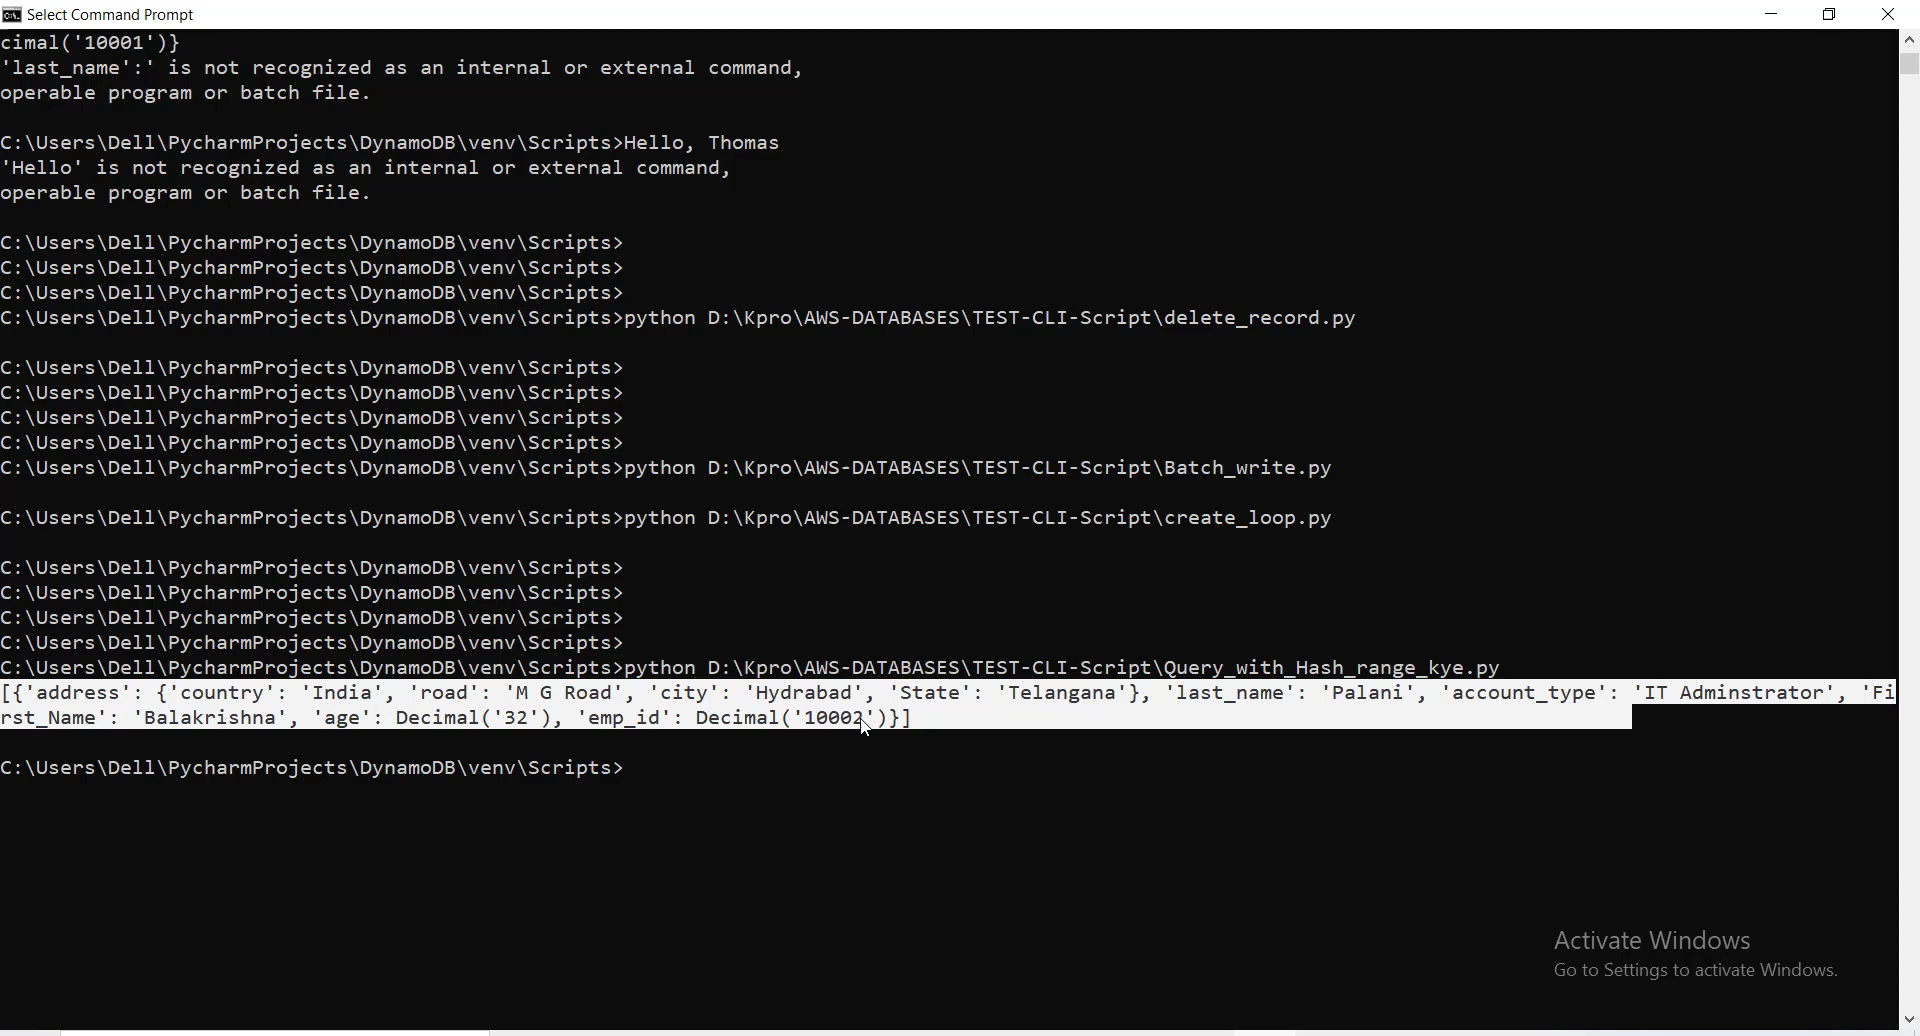 Select Command Prompt
cimal('10001')}
'last_name':' is not recognized as an internal or external command,
operable program or batch file.
C:\Users\Dell\PycharmProjects\DynamoDB\venv\Scripts>Hello, Thomas
'Hello' is not recognized as an internal or external command,
operable program or batch file.
C:\Users\Dell\PycharmProjects\DynamoDB\venv\Scripts>
C:\Users\Dell\PycharmProjects\DynamoDB\venv\Scripts>
C:\Users\Dell\PycharmProjects\DynamoDB\venv\Scripts>
C:\Users\Dell\PycharmProjects\DynamoDB\venv\Scripts>python D:\Kpro\AWS-DATABASES\TEST-CLI-Script\delete_record.py
C:\Users\Dell\PycharmProjects\DynamoDB\venv\Scripts>
C:\Users\Dell\PycharmProjects\DynamoDB\venv\Scripts>
C:\Users\Dell\PycharmProjects\DynamoDB\venv\Scripts>
C:\Users\Dell\PycharmProjects\DynamoDB\venv\Scripts>
C:\Users\Dell\PycharmProjects\DynamoDB\venv\Scripts>python D:\Kpro\AWS-DATABASES\TEST-CLI-Script\Batch_write.py
C:\Users\Dell\PycharmProjects\DynamoDB\venv\Scripts>python D:\Kpro\AWS-DATABASES\TEST-CLI-Script\create_loop.py
C:\Users\Dell\PycharmProjects\DynamoDB\venv\Scripts>
C:\Users\Dell\PycharmProjects\DynamoDB\venv\Scripts>
C:\Users\Dell\PycharmProjects\DynamoDB\venv\Scripts>
C:\Users\Dell\PycharmProjects\DynamoDB\venv\Scripts>
C:\Users\Dell\PycharmProjects\DynamoDB\venv\Scripts>python D:\Kpro\AWS-DATABASES\TEST-CLI-Script\Query_with_Hash_range_kye.py
[{'address': {'country': 'India', 'road': 'M G Road', 'city': 'Hydrabad', 'State': 'Telangana'}, 'last_name': 'Palani', 'account_type': 'IT Adminstrator', 'Fi
rst_Name': 'Balakrishna', 'age': Decimal('32'), 'emp_id': Decimal('10002')}]
C:\Users\Dell\PycharmProjects\DynamoDB\venv\Scripts>
Activate Windows
Go to Settings to activate Windows.